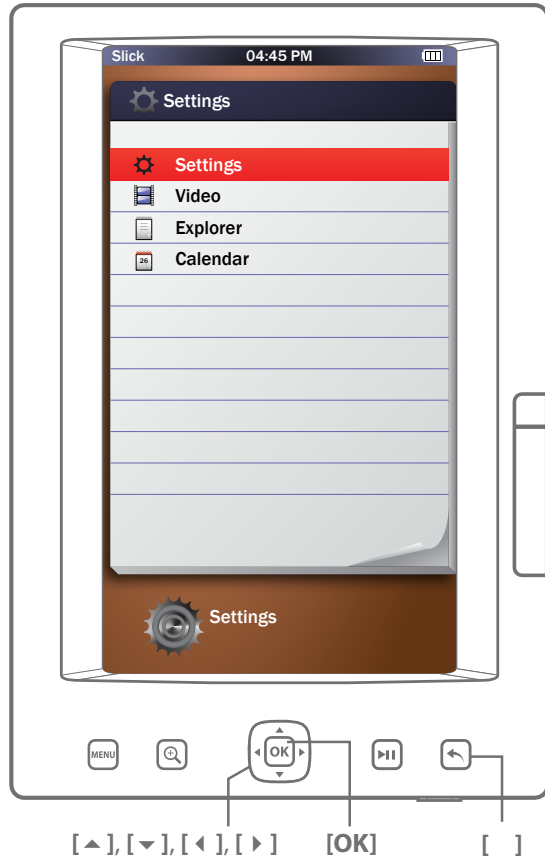 Slick 04:45 PM
Settings
Settings
Video
Explorer
26 Calendar
Settings
MENU OK
[▲], [▼], [◀], [▶] [OK] [ ]